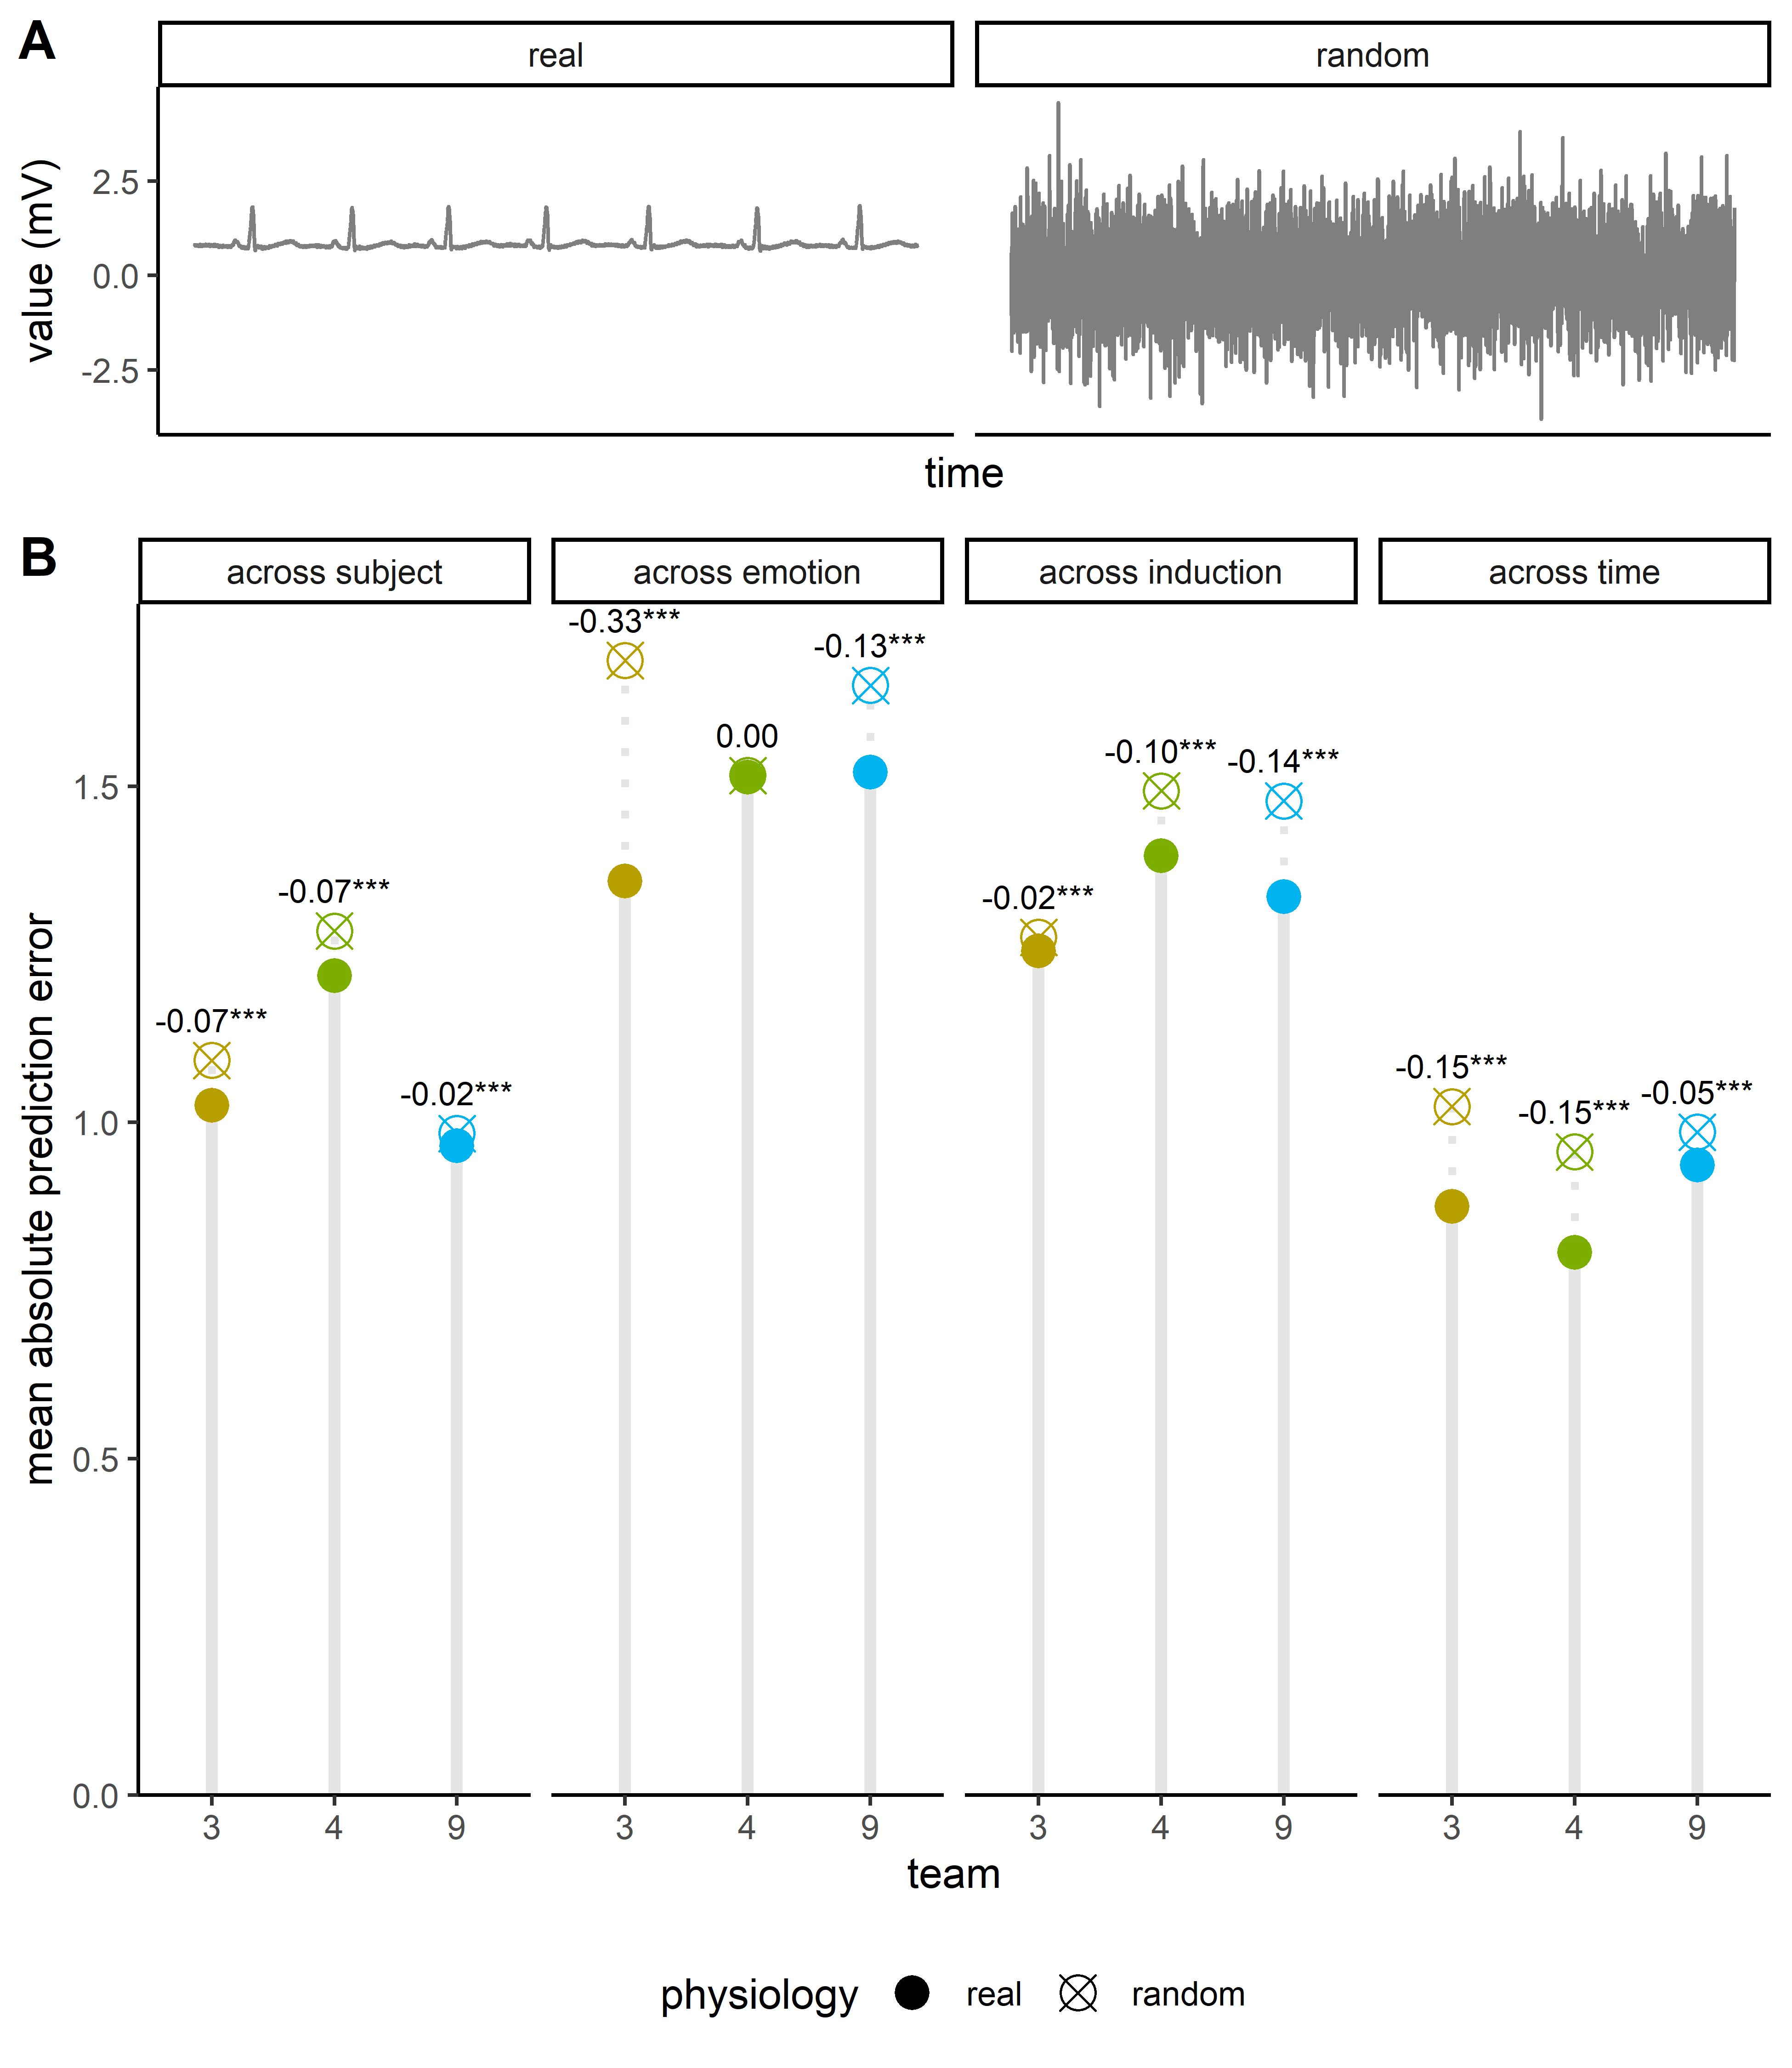 A
real
random
value (mV)
2.5
0.0
-2.5
time
B
across subject
across emotion
across induction
across time
mean absolute prediction error
1.5
1.0
0.5
0.0
-0.07***
-0.07***
-0.02***
-0.33***
0.00
-0.13***
-0.02***
-0.10***
-0.14***
-0.15***
-0.15***
-0.05***
3 4 9
3 4 9
3 4 9
3 4 9
team
physiology real random